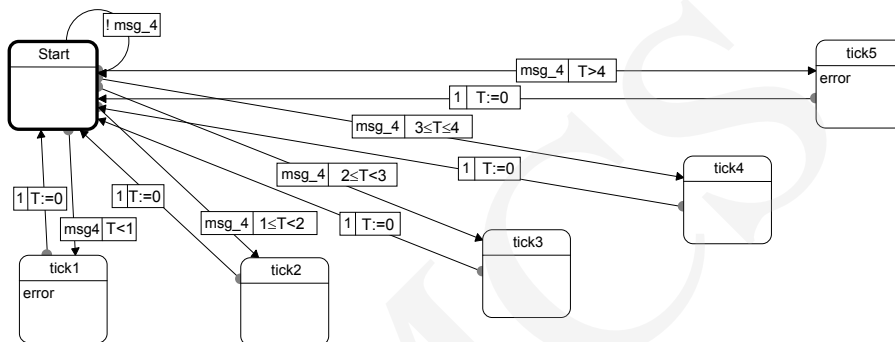 ! msg_4
Start
tick5
error
msg_4 T>4
1 T:=0
msg_4 3≤T≤4
1 T:=0
tick4
msg_4 2≤T<3
1 T:=0
1 T:=0
msg_4 1≤T<2
1 T:=0
msg4 T<1
tick3
tick1
error
tick2
MCS